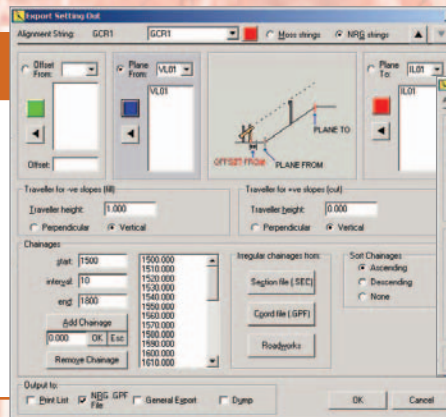 Export Setting Out
Alignment String: GCR1 GCR1 Moss strings NRG strings
Offset From:
Plane From: VL01
VL01
Plane To: IL01
IL01
PLANE TO
OFFSET FROM
PLANE FROM
Offset:
Traveller for -ve slopes (fill)
Traveller height: 1.000
Perpendicular Vertical
Traveller for +ve slopes (cut)
Traveller height: 0.000
Perpendicular Vertical
Chainages
start: 1500
interval: 10
end: 1800
Add Chainage
0.000 OK Esc
Remove Chainage
1500.000
1510.000
1520.000
1530.000
1540.000
1550.000
1560.000
1570.000
1580.000
1590.000
1600.000
1610.000
Irregular chainages from:
Section file (.SEC)
Coord file (.GPF)
Roadworks
Sort Chainages
Ascending
Descending
None
Output to:
Print List
NRG .GPF File
General Export
Dump
OK Cancel